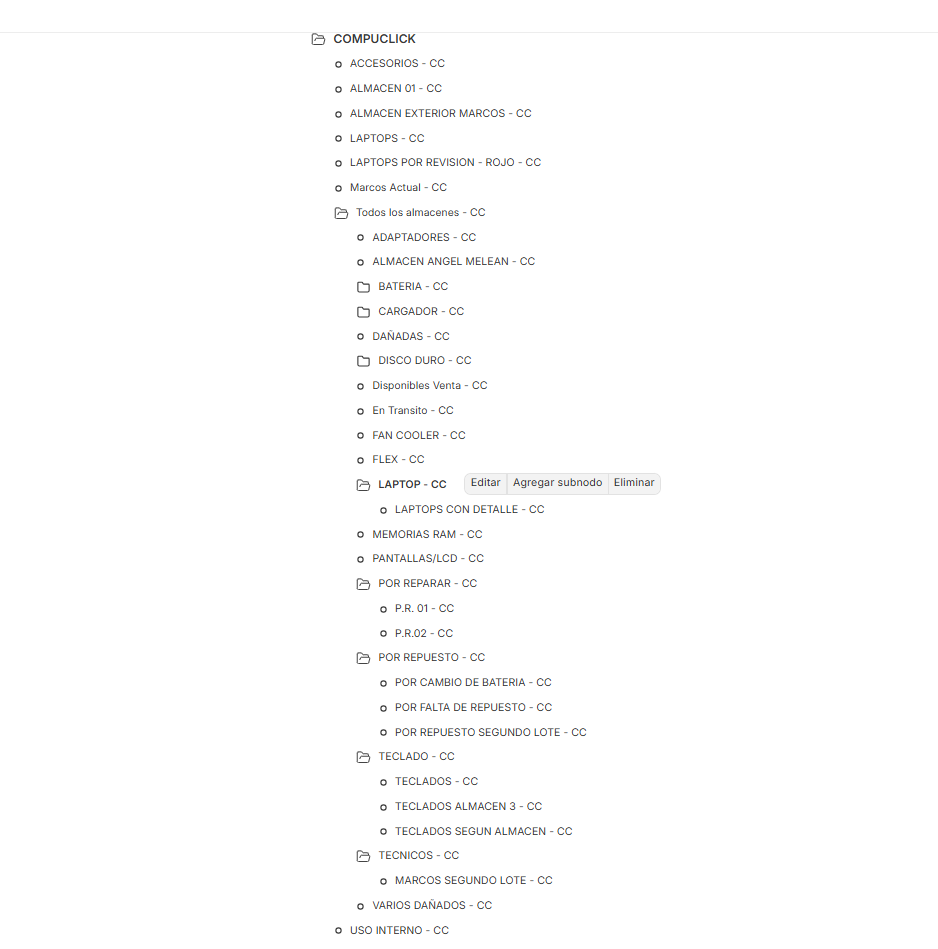 COMPUCLICK
ACCESORIOS - CC
ALMACEN 01 - CC
ALMACEN EXTERIOR MARCOS - CC
LAPTOPS - CC
LAPTOPS POR REVISION - ROJO - CC
Marcos Actual - CC
Todos los almacenes - CC
ADAPTADORES - CC
ALMACEN ANGEL MELEAN - CC
BATERIA - CC
CARGADOR - CC
DAÑADAS - CC
DISCO DURO - CC
Disponibles Venta - CC
En Transito - CC
FAN COOLER - CC
FLEX - CC
LAPTOP - CC Editar Agregar subnodo Eliminar
LAPTOPS CON DETALLE - CC
MEMORIAS RAM - CC
PANTALLAS/LCD - CC
POR REPARAR - CC
P.R. 01 - CC
P.R.02 - CC
POR REPUESTO - CC
POR CAMBIO DE BATERIA - CC
POR FALTA DE REPUESTO - CC
POR REPUESTO SEGUNDO LOTE - CC
TECLADO - CC
TECLADOS - CC
TECLADOS ALMACEN 3 - CC
TECLADOS SEGUN ALMACEN - CC
TECNICOS - CC
MARCOS SEGUNDO LOTE - CC
VARIOS DAÑADOS - CC
USO INTERNO - CC